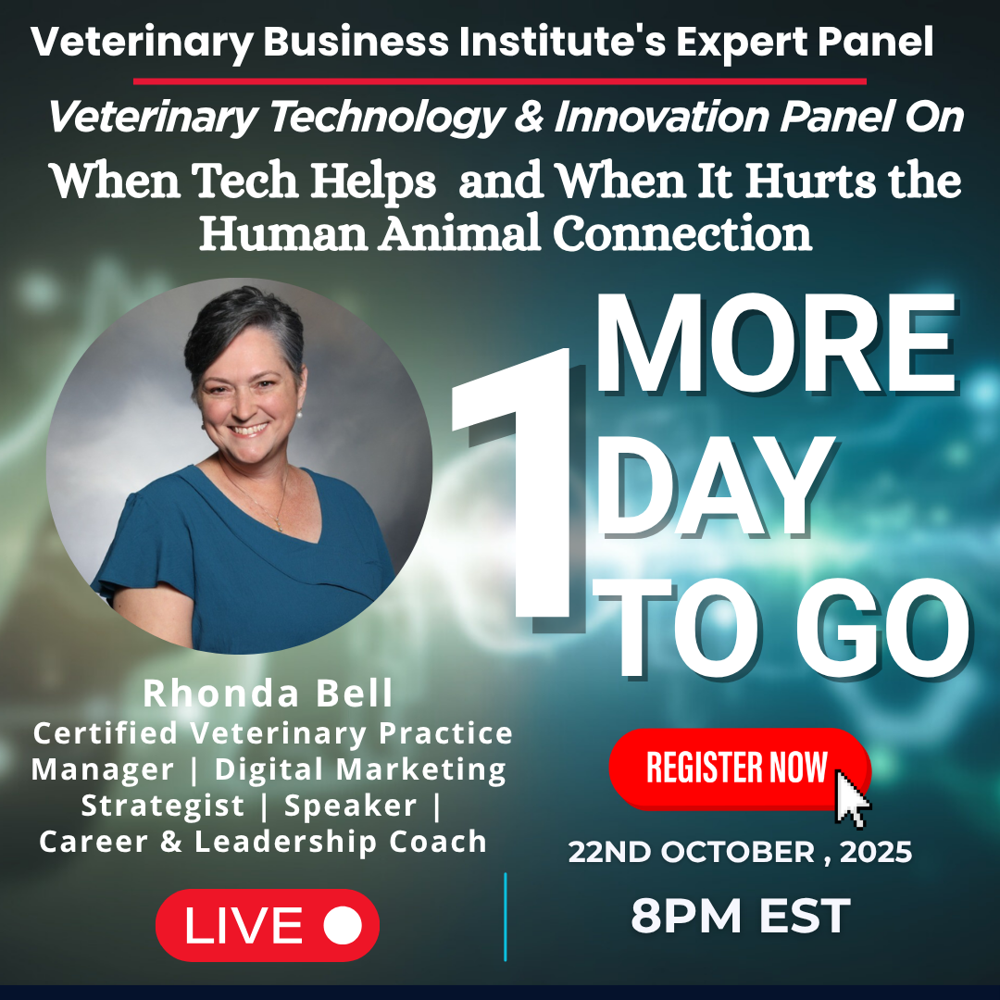 Veterinary Business Institute's Expert Panel
Veterinary Technology & Innovation Panel On
When Tech Helps and When It Hurts the
Human Animal Connection
1
MORE
DAY
TO GO
Rhonda Bell
Certified Veterinary Practice
Manager | Digital Marketing
Strategist | Speaker |
Career & Leadership Coach
LIVE
REGISTER NOW
22ND OCTOBER , 2025
8PM EST